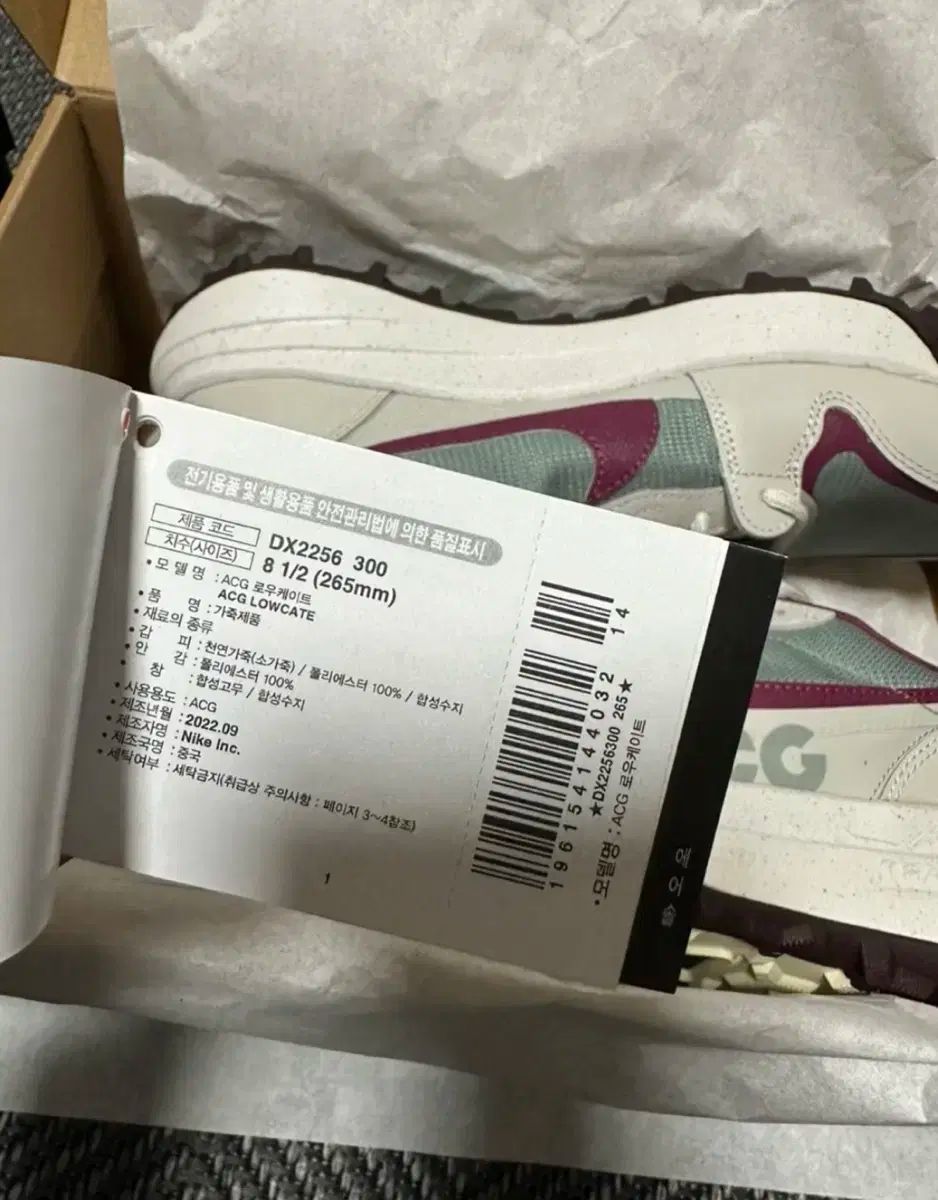 전기용품 및 생활용품 안전관리법에 의한 품질표시
제품 코드 DX2256 300
치수(사이즈) 8 1/2 (265mm)
• 모 델 명 : ACG 로우케이트
ACG LOWCATE
• 품 명 : 가죽제품
• 재료의 종류
• 갑 피 : 천연가죽(소가죽) / 폴리에스터 100% / 합성수지
• 안 감 : 폴리에스터 100%
• 창 : 합성고무 / 합성수지
• 사용용도 : ACG
• 제조년월 : 2022.09
• 제조자명 : Nike Inc.
• 제조국명 : 중국
• 세탁여부 : 세탁금지(취급상 주의사항 : 페이지 3~4참조)
1
196154144032 14
★DX2256300 265★
• 모델명 : ACG 로우케이트
에어솔
CG